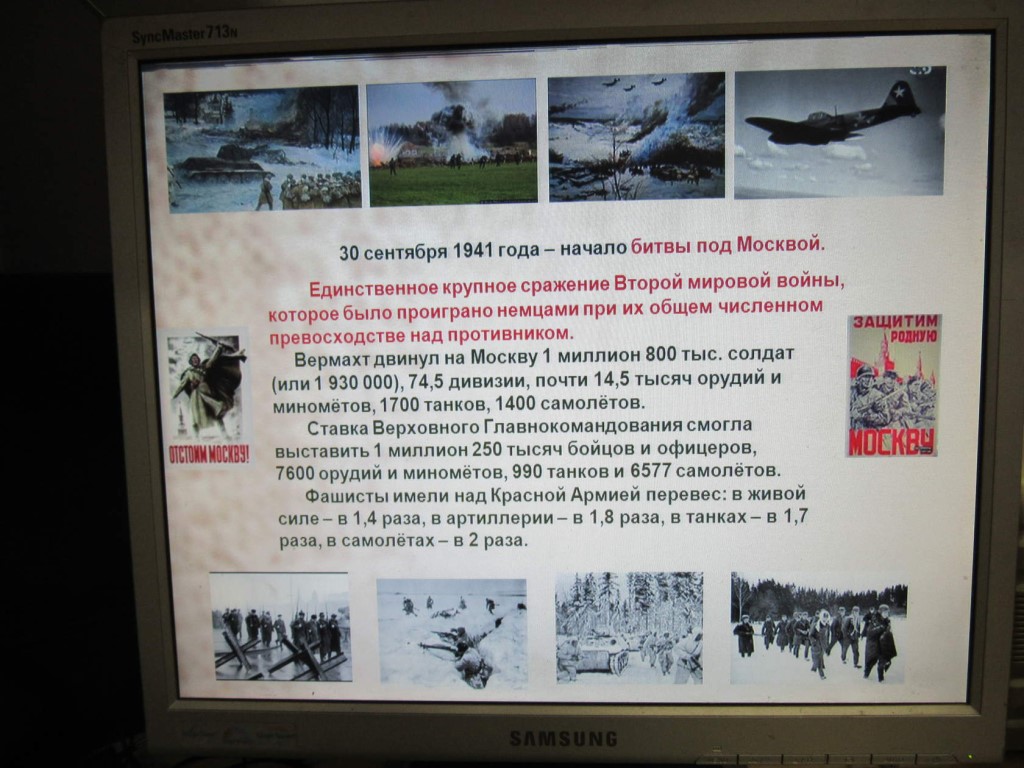 SyncMaster 713N
30 сентября 1941 года – начало битвы под Москвой.
Единственное крупное сражение Второй мировой войны,
которое было проиграно немцами при их общем численном
превосходстве над противником.
Вермахт двинул на Москву 1 миллион 800 тыс. солдат
(или 1 930 000), 74,5 дивизии, почти 14,5 тысяч орудий и
миномётов, 1700 танков, 1400 самолётов.
Ставка Верховного Главнокомандования смогла
выставить 1 миллион 250 тысяч бойцов и офицеров,
7600 орудий и миномётов, 990 танков и 6577 самолётов.
Фашисты имели над Красной Армией перевес: в живой
силе – в 1,4 раза, в артиллерии – в 1,8 раза, в танках – в 1,7
раза, в самолётах – в 2 раза.
ОТСТОИМ МОСКВУ!
ЗАЩИТИМ
РОДНУЮ
МОСКВУ
SAMSUNG